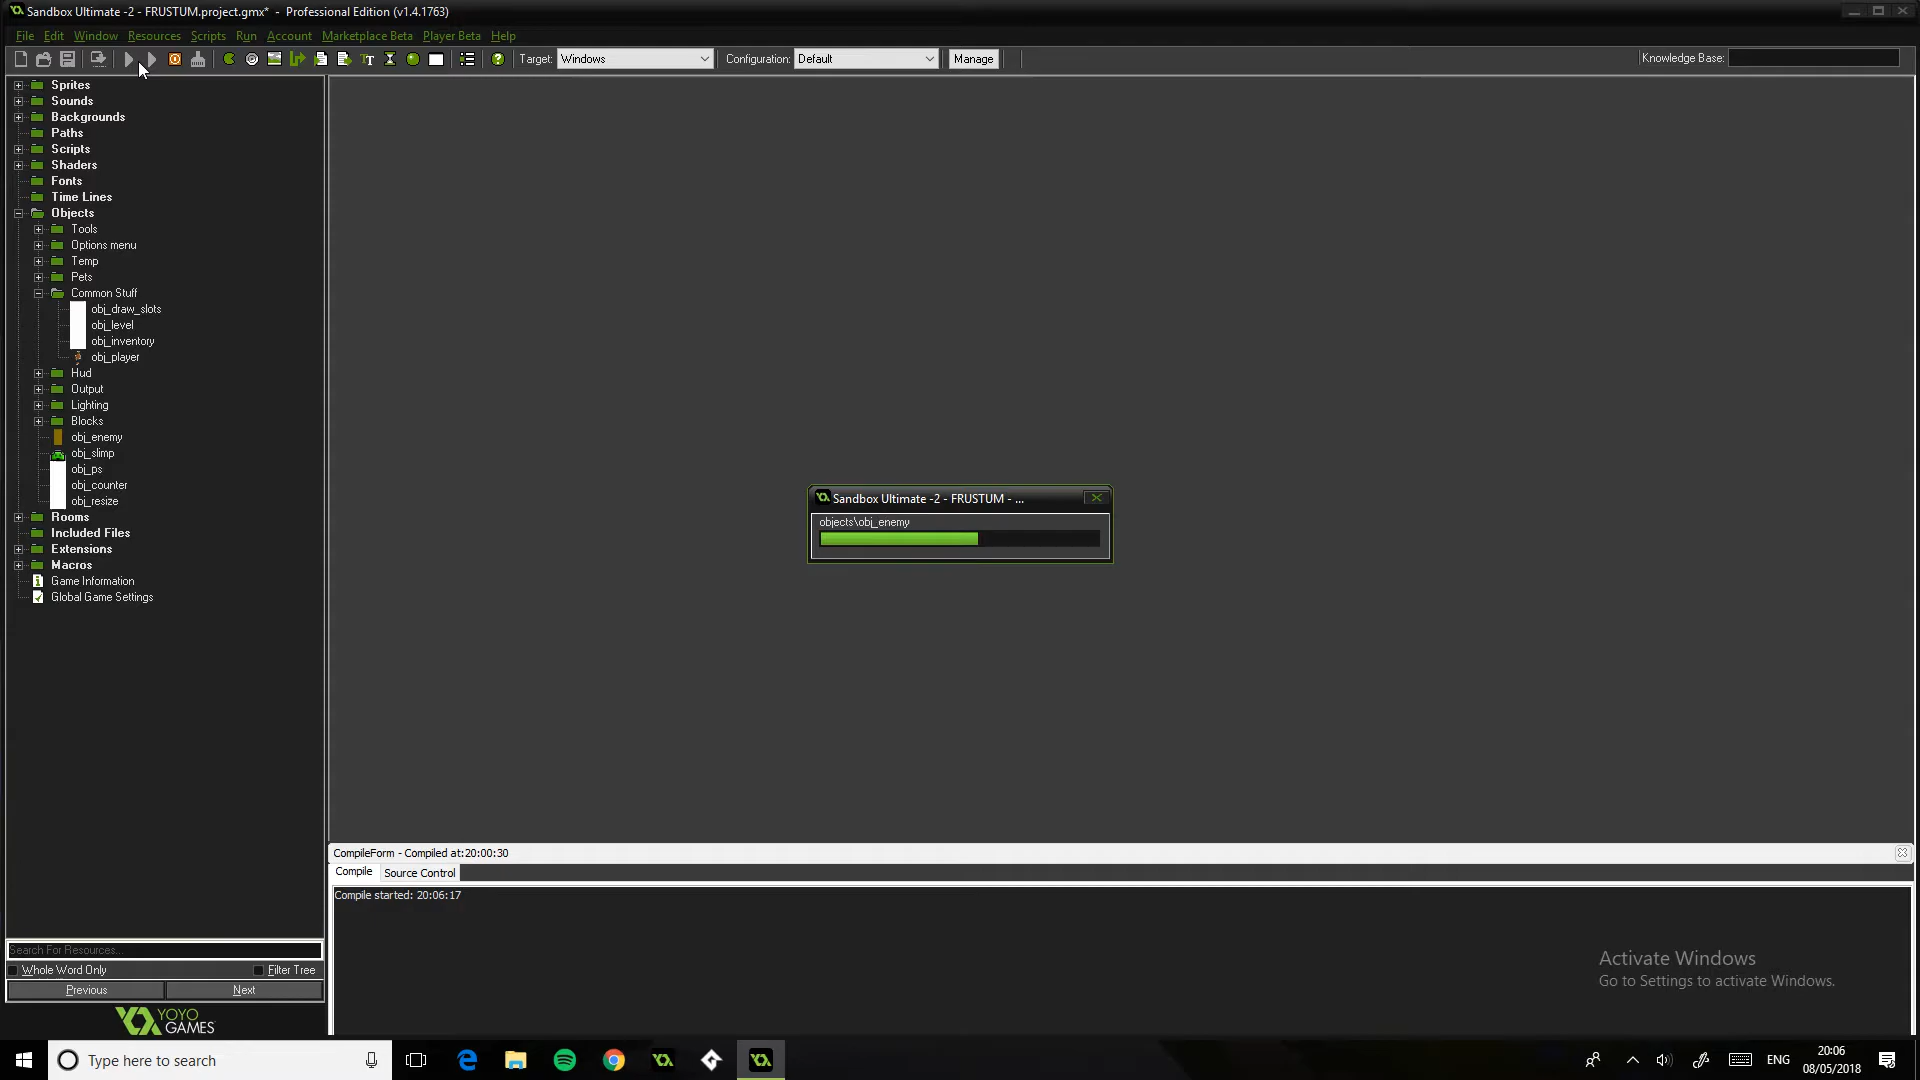 Sandbox Ultimate -2 - FRUSTUM.project.gmx* - Professional Edition (v1.4.1763)
File Edit Window Resources Scripts Run Account Marketplace Beta Player Beta Help
Target: Windows Configuration: Default Manage Knowledge Base:
Sprites
Sounds
Backgrounds
Paths
Scripts
Shaders
Fonts
Time Lines
Objects
Tools
Options menu
Temp
Pets
Common Stuff
obj_draw_slots
obj_level
obj_inventory
obj_player
Hud
Output
Lighting
Blocks
obj_enemy
obj_slimp
obj_ps
obj_counter
obj_resize
Rooms
Included Files
Extensions
Macros
Game Information
Global Game Settings
Sandbox Ultimate -2 - FRUSTUM - ...
objects\obj_enemy
CompileForm - Compiled at:20:00:30
Compile Source Control
Compile started: 20:06:17
Search For Resources...
Whole Word Only Filter Tree
Previous Next
YOYO
GAMES
Activate Windows
Go to Settings to activate Windows.
Type here to search
ENG
20:06
08/05/2018